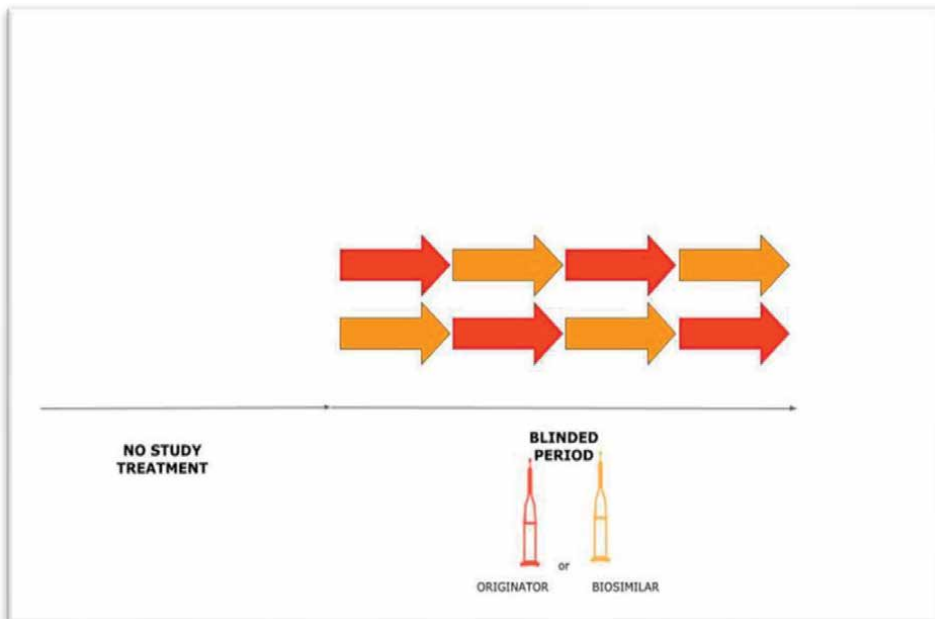 NO STUDY
TREATMENT
BLINDED
PERIOD
or
ORIGINATOR
BIOSIMILAR